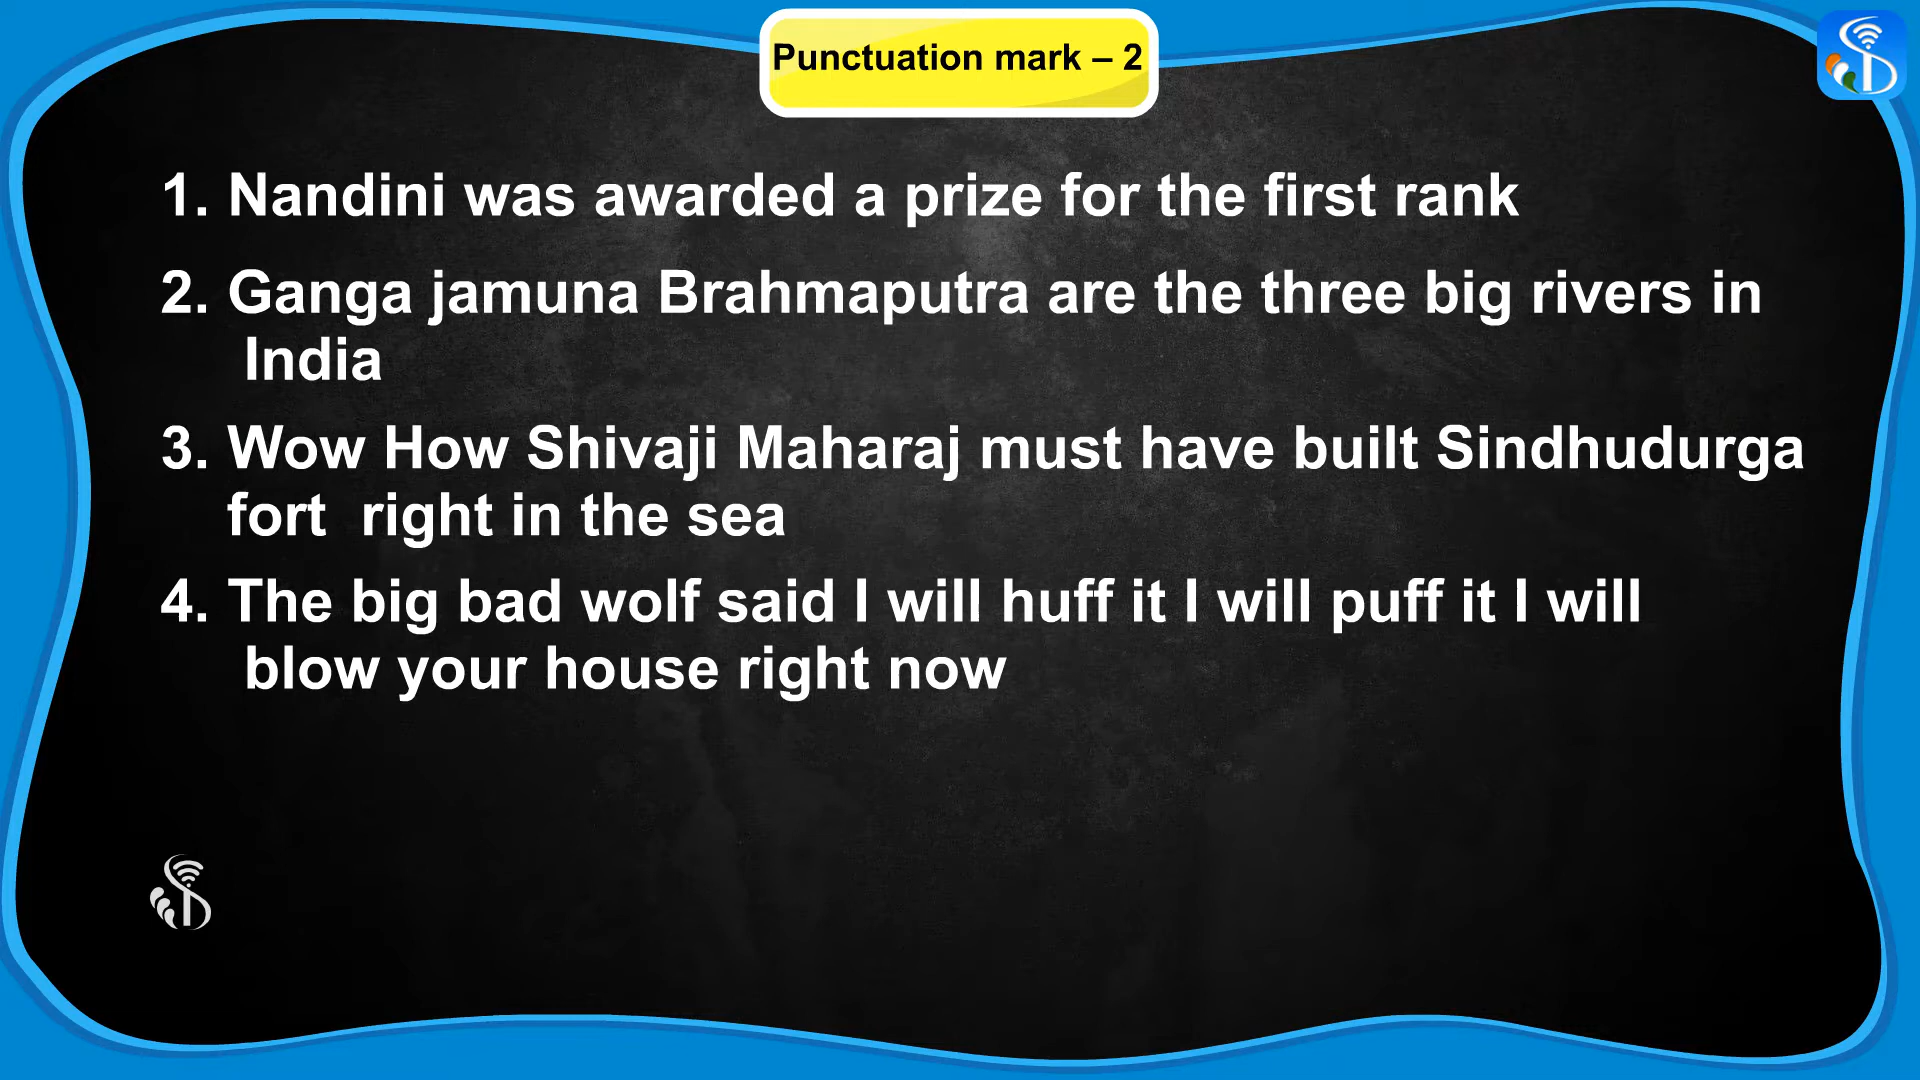 Punctuation mark – 2
1. Nandini was awarded a prize for the first rank
2. Ganga jamuna Brahmaputra are the three big rivers in
India
3. Wow How Shivaji Maharaj must have built Sindhudurga
fort  right in the sea
4. The big bad wolf said I will huff it I will puff it I will
blow your house right now